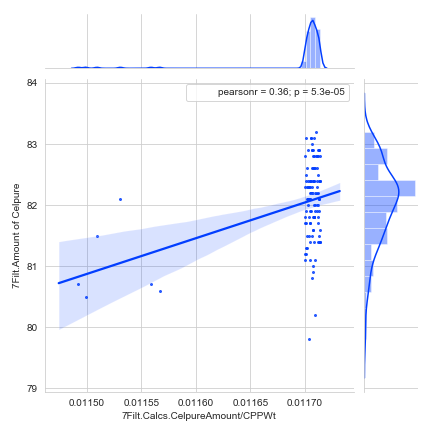 84
pearsonr = 0.36; p = 5.3e-05
83
82
81
80
79
7Filt.Amount of Celpure
0.01150 0.01155 0.01160 0.01165 0.01170
7Filt.Calcs.CelpureAmount/CPPWt